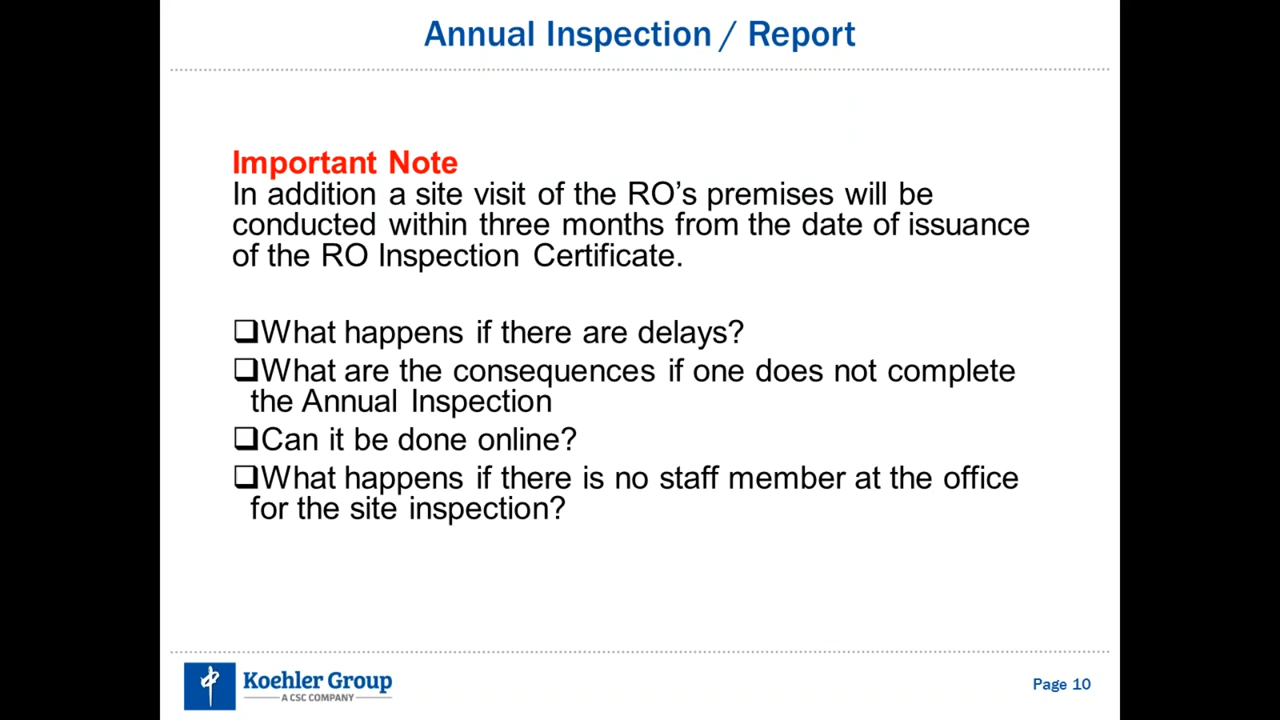 Annual Inspection / Report
Important Note
In addition a site visit of the RO’s premises will be
conducted within three months from the date of issuance
of the RO Inspection Certificate.
❑What happens if there are delays?
❑What are the consequences if one does not complete
the Annual Inspection
❑Can it be done online?
❑What happens if there is no staff member at the office
for the site inspection?
Koehler Group
A CSC COMPANY
Page 10